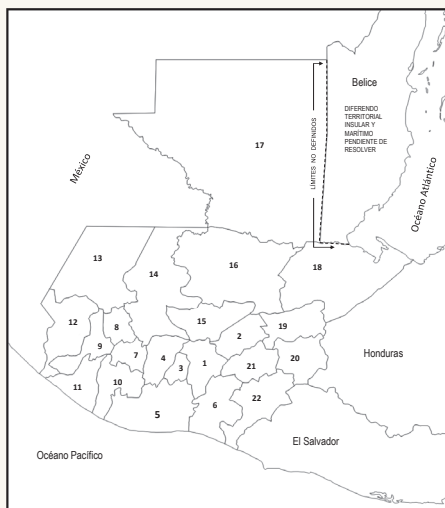 Belice
DIFERENDO
TERRITORIAL
INSULAR Y
MARÍTIMO
PENDIENTE DE
RESOLVER
LIMITES NO DEFINIDOS
17
México
Océano Atlántico
13
14
16
18
12
8
15
19
9
2
7
4
3
1
21
20
Honduras
11
10
5
6
22
El Salvador
Océano Pacífico